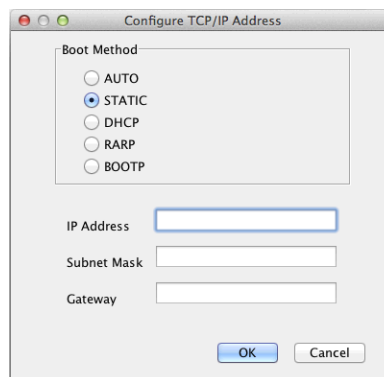 Configure TCP/IP Address
Boot Method
AUTO
STATIC
DHCP
RARP
BOOTP
IP Address
Subnet Mask
Gateway
OK Cancel